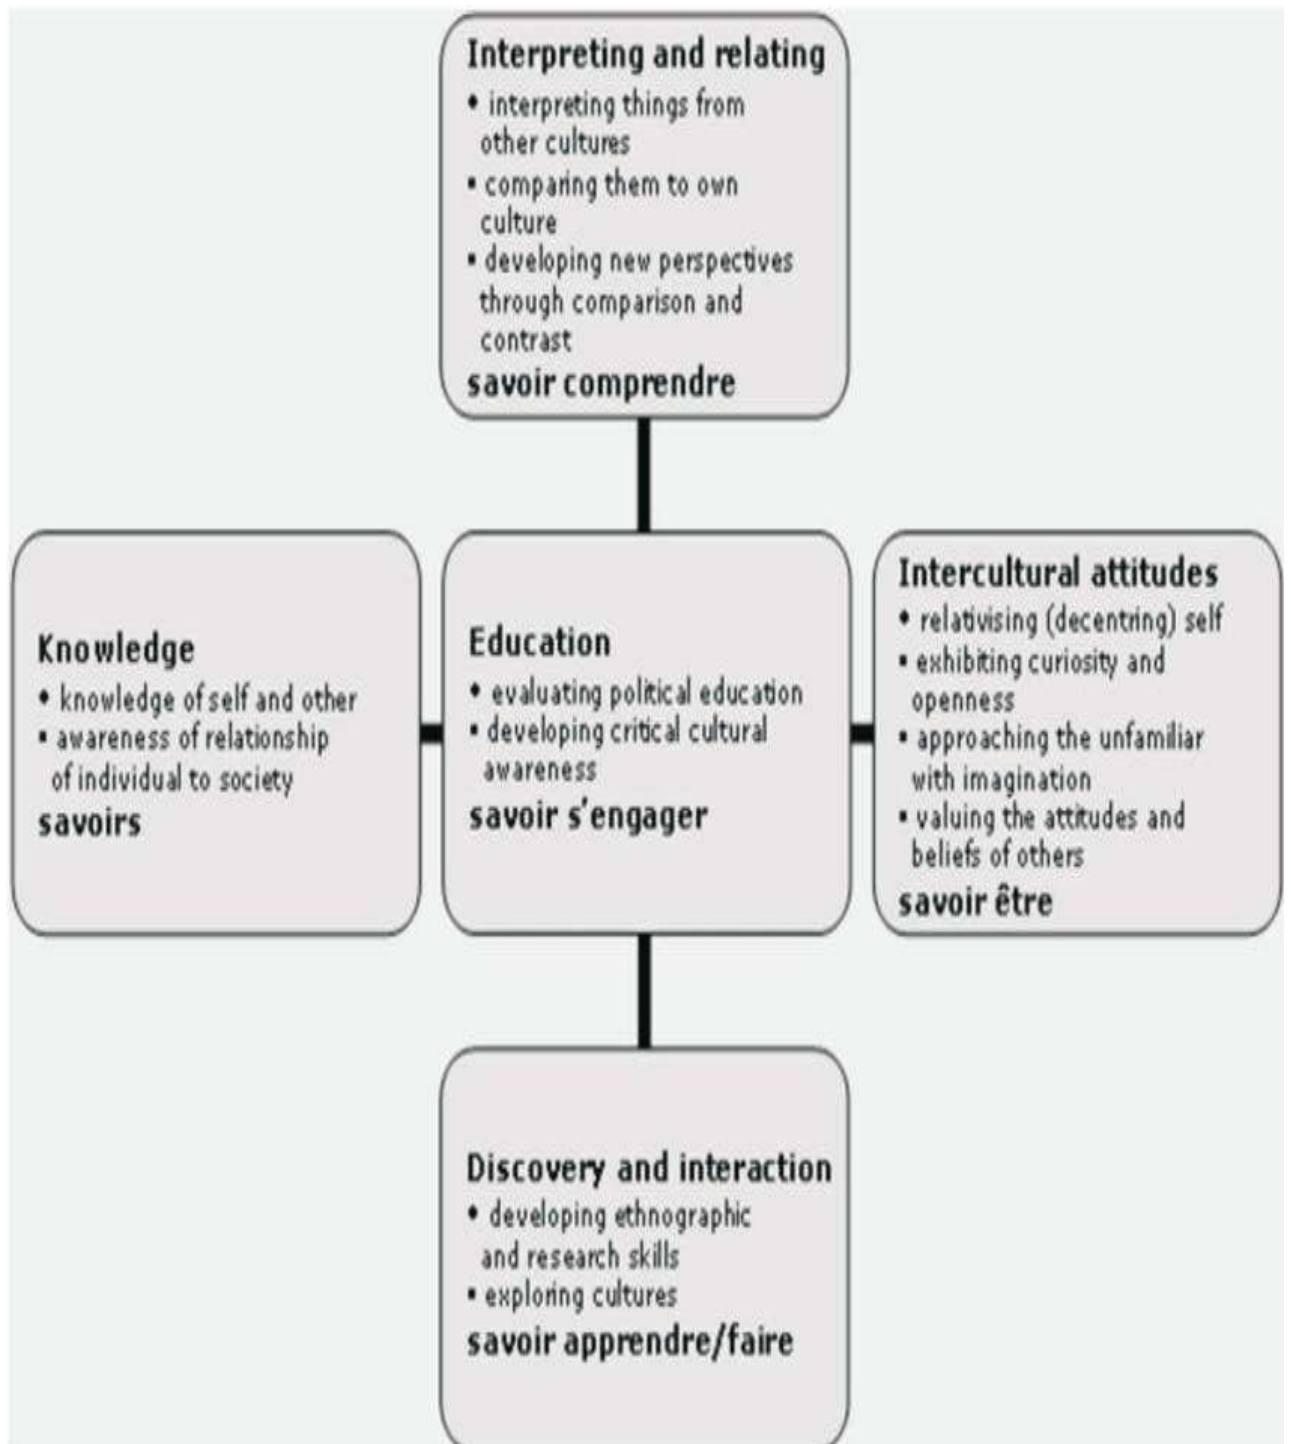 Interpreting and relating
• interpreting things from
other cultures
▪ comparing them to own
culture
▪ developing new perspectives
through comparison and
contrast
savoir comprendre
Knowledge
• knowledge of self and other
▪ awareness of relationship
of individual to society
savoirs
Education
• evaluating political education
▪ developing critical cultural
awareness
savoir s'engager
Intercultural attitudes
• relativising (decentring) self
▪ exhibiting curiosity and
openness
▪ approaching the unfamiliar
with imagination
▪ valuing the attitudes and
beliefs of others
savoir être
Discovery and interaction
• developing ethnographic
and research skills
▪ exploring cultures
savoir apprendre/faire